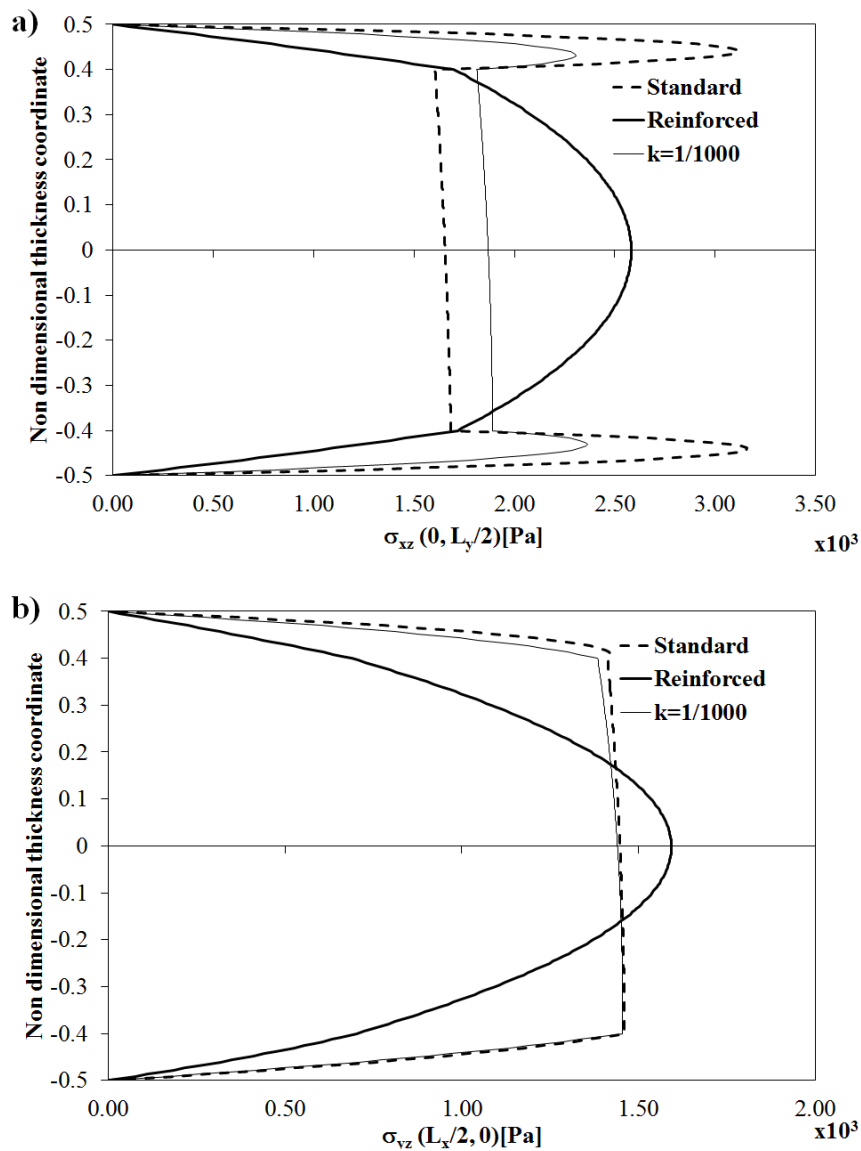 a)
Non dimensional thickness coordinate
0.5
0.4
0.3
0.2
0.1
0
-0.1
-0.2
-0.3
-0.4
-0.5
Standard
Reinforced
k=1/1000
0.00 0.50 1.00 1.50 2.00 2.50 3.00 3.50
σxz (0, Ly/2)[Pa]
x10³
b)
Non dimensional thickness coordinate
0.5
0.4
0.3
0.2
0.1
0
-0.1
-0.2
-0.3
-0.4
-0.5
Standard
Reinforced
k=1/1000
0.00 0.50 1.00 1.50 2.00
σyz (Lx/2, 0)[Pa]
x10³